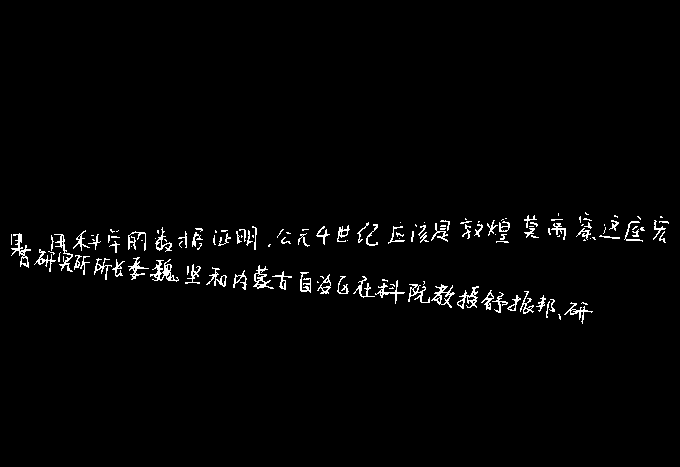 果，用科学的数据证明，公元4世纪应该是敦煌莫高窟这座宏
古研究所所长委魏坚和内蒙古自治区社科院教授舒振邦、研